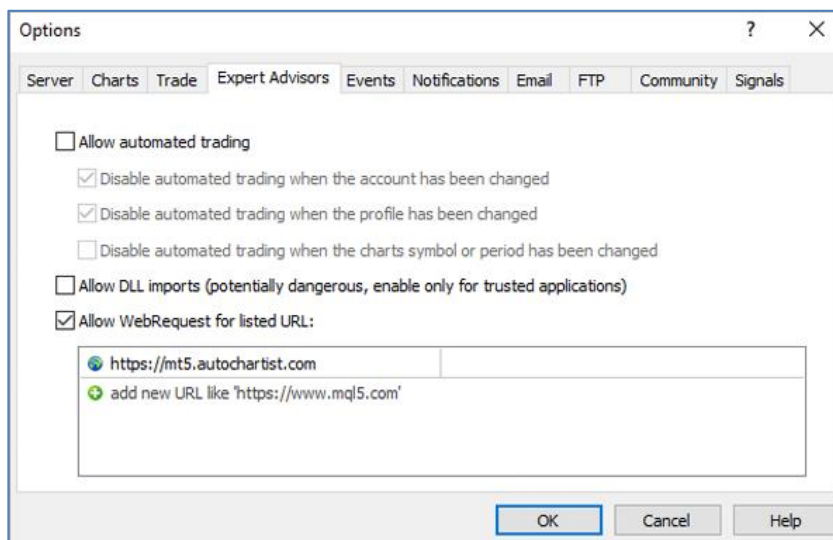 Options
? X
Server Charts Trade Expert Advisors Events Notifications Email FTP Community Signals
Allow automated trading
Disable automated trading when the account has been changed
Disable automated trading when the profile has been changed
Disable automated trading when the charts symbol or period has been changed
Allow DLL imports (potentially dangerous, enable only for trusted applications)
Allow WebRequest for listed URL:
https://mt5.autochartist.com
add new URL like 'https://www.mql5.com'
OK Cancel Help